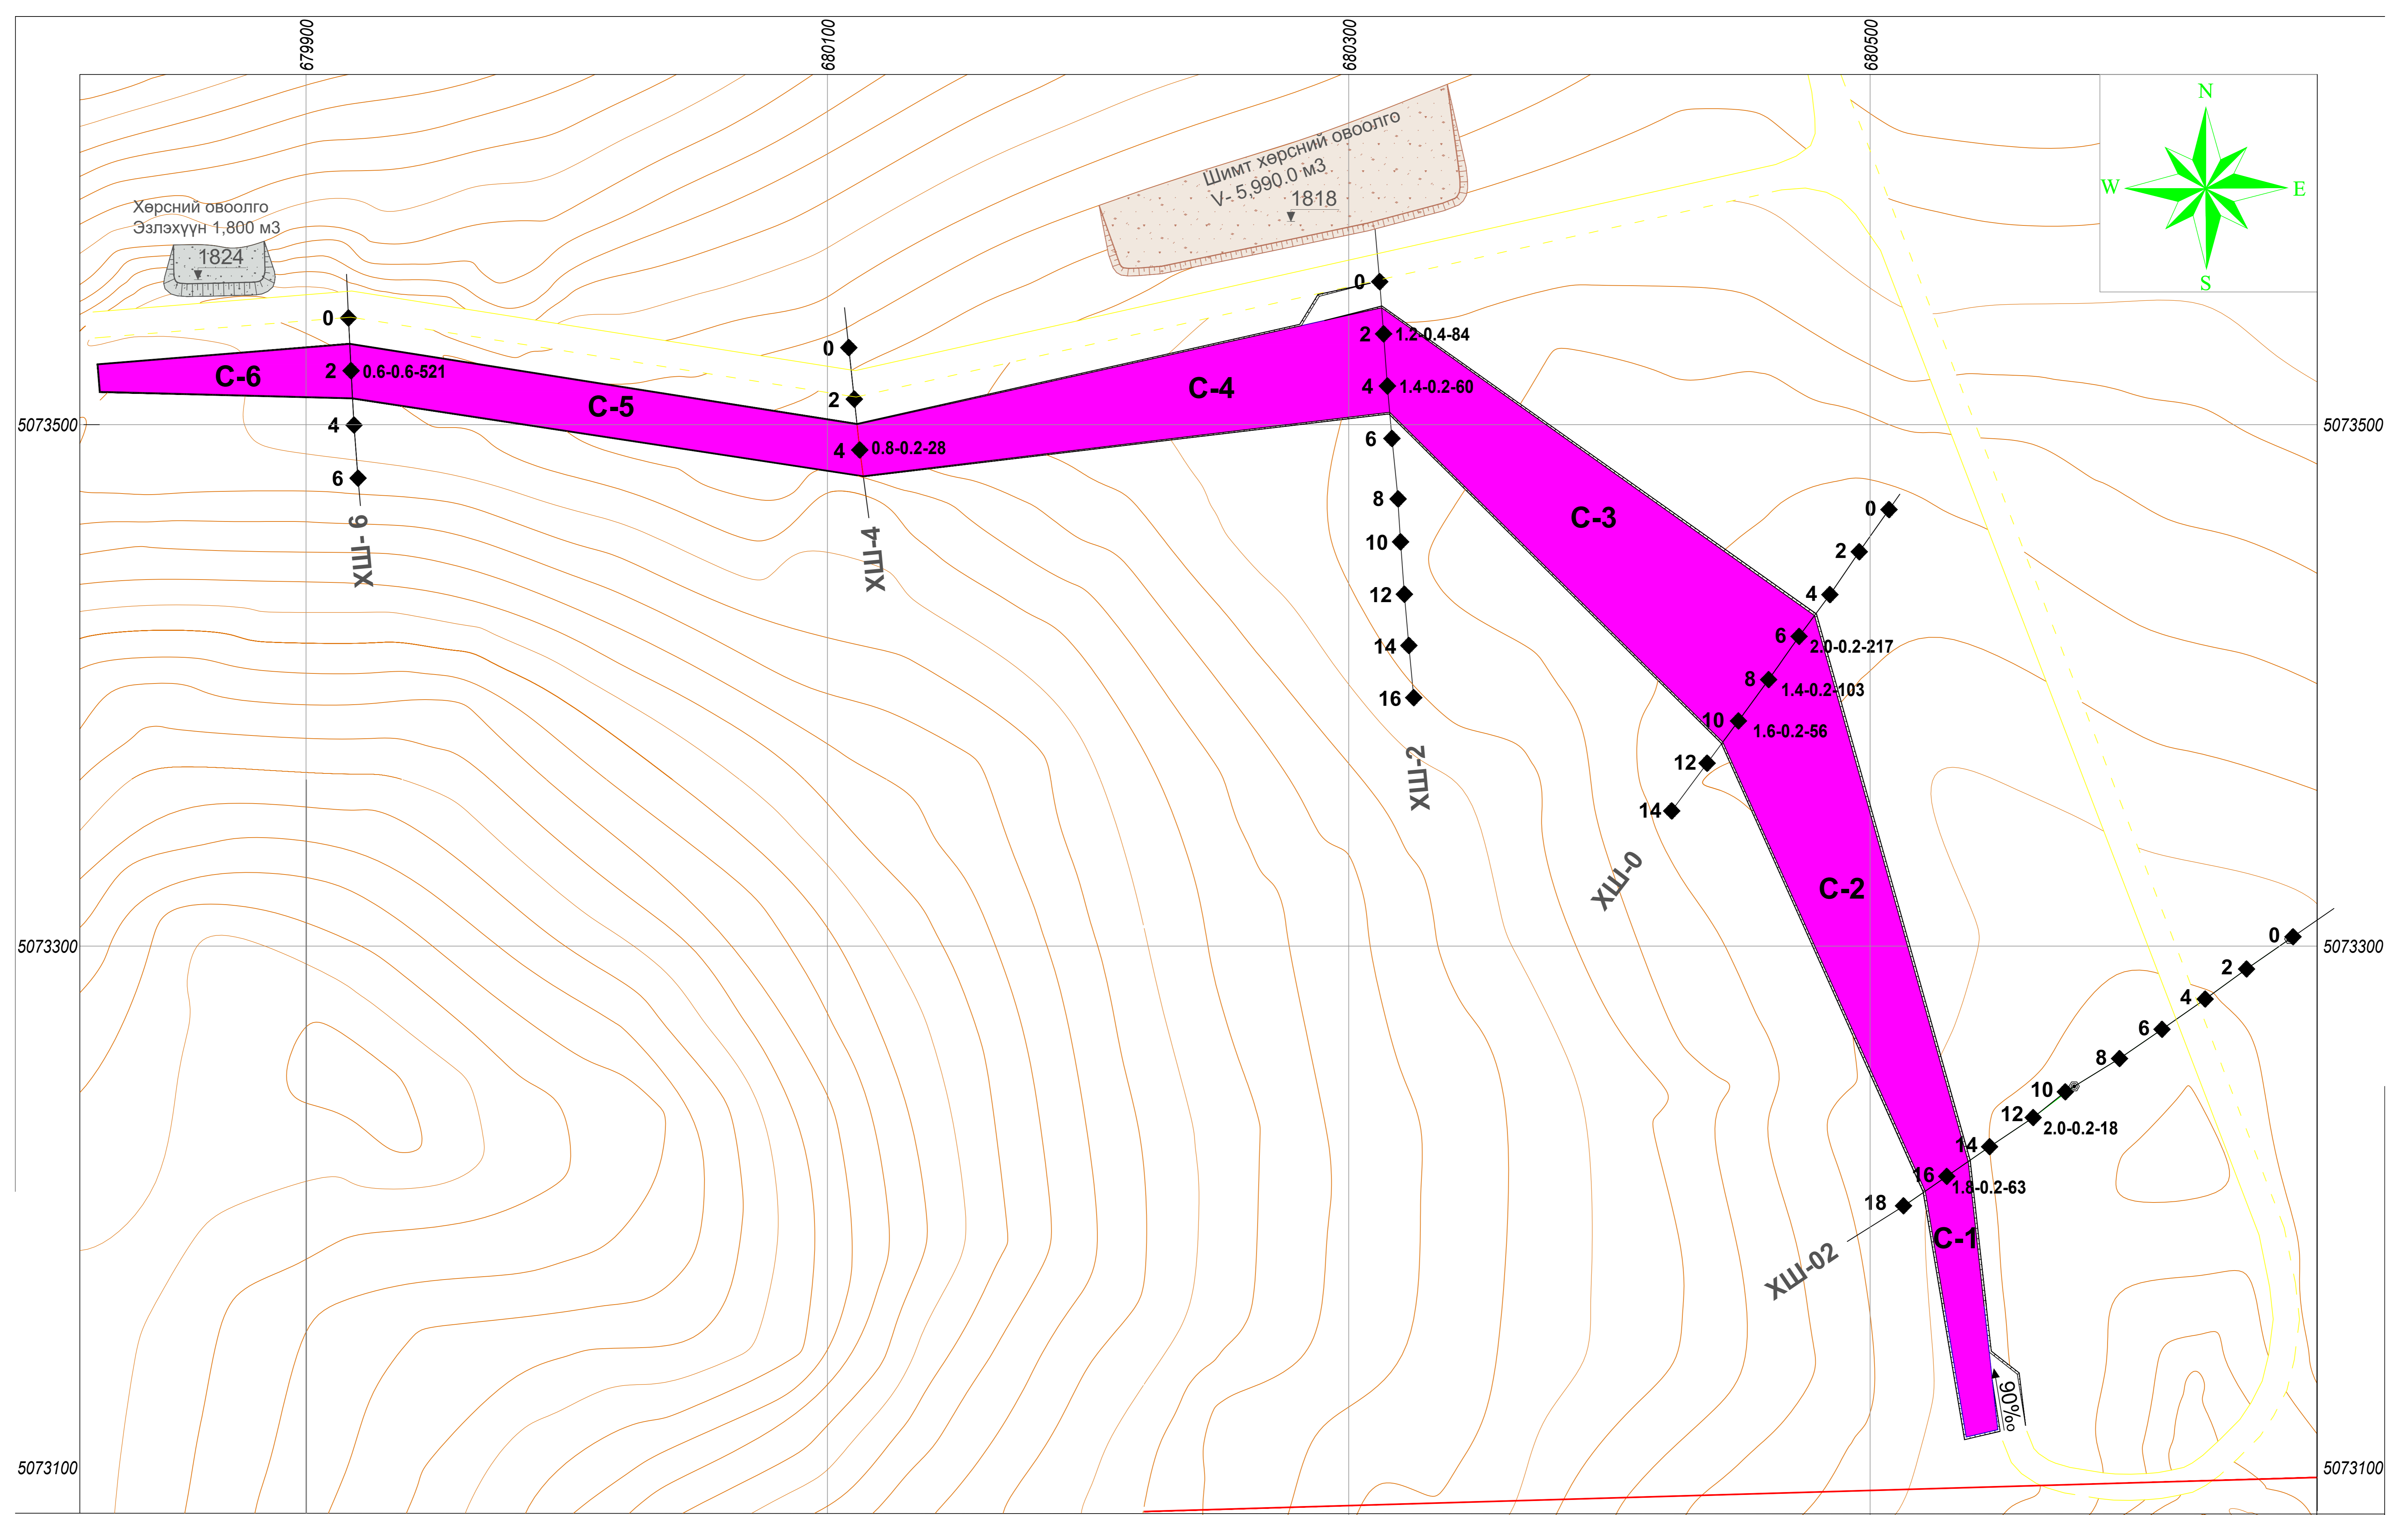 679900
680100
680300
680500
N
W
E
S
Шимт хөрсний овоолго
V- 5,990.0 м3
1818
Хөрсний овоолго
Эзлэхүүн 1,800 м3
1824
0
2
0.6-0.6-521
4
6
ХШ- 6
C-6
C-5
0
2
4
0.8-0.2-28
ХШ-4
C-4
0
2
1.2-0.4-84
4
1.4-0.2-60
6
8
10
12
14
16
ХШ-2
C-3
0
2
4
6
2.0-0.2-217
8
1.4-0.2-103
10
1.6-0.2-56
12
14
ХШ-0
C-2
0
2
4
6
8
10
12
2.0-0.2-18
14
16
1.8-0.2-63
18
ХШ-02
C-1
90‰
5073500
5073500
5073300
5073300
5073100
5073100